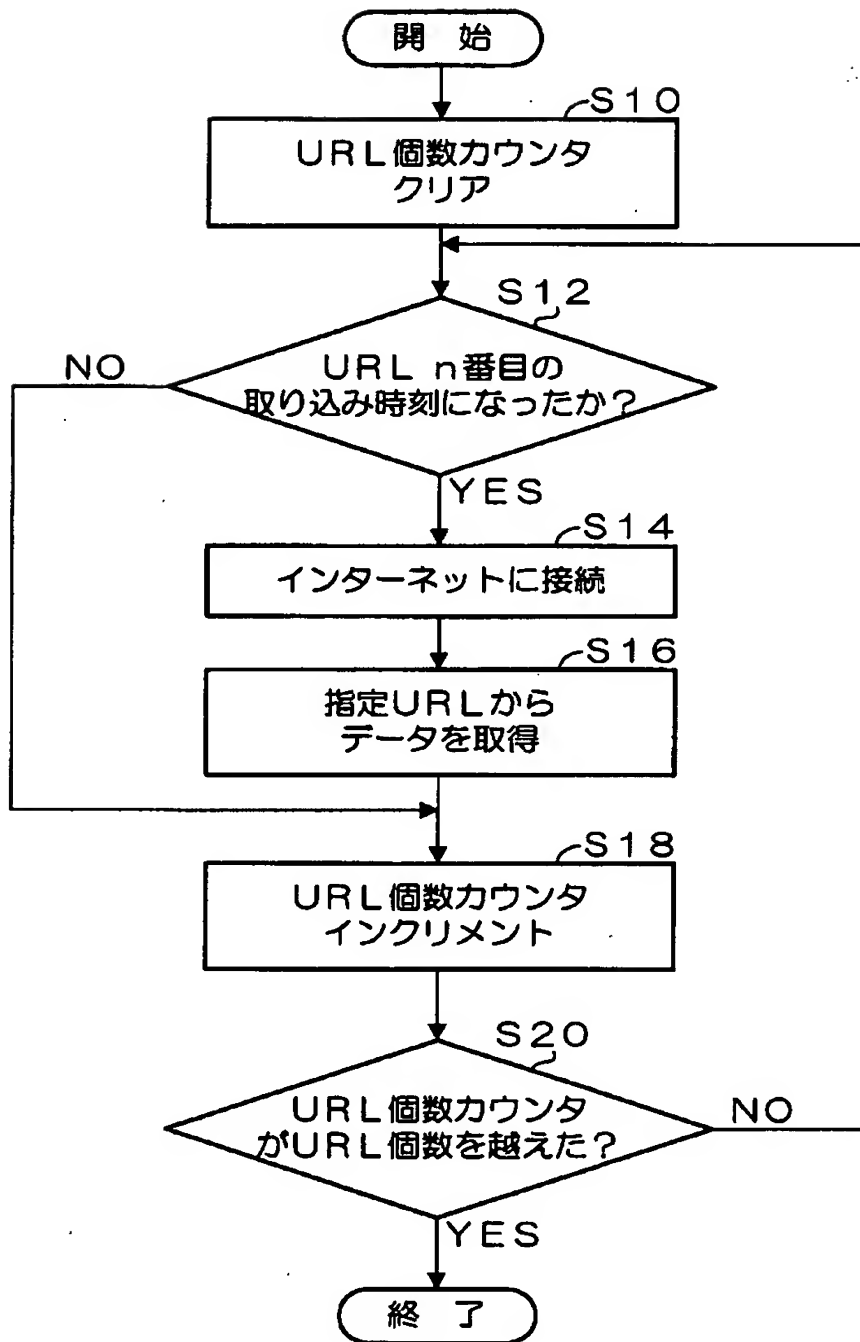 開 始
S10
URL個数カウンタ
クリア
S12
NO
URL n番目の
取り込み時刻になったか?
YES
S14
インターネットに接続
S16
指定URLから
データを取得
S18
URL個数カウンタ
インクリメント
S20
URL個数カウンタ
がURL個数を越えた?
NO
YES
終 了